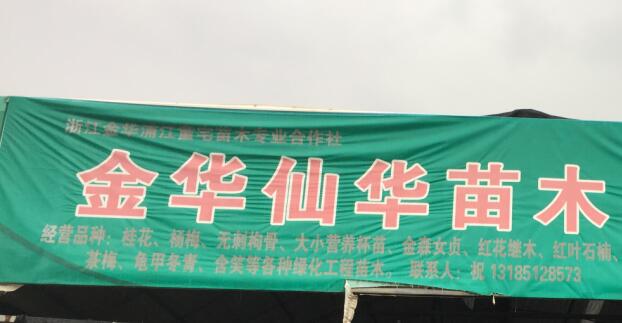 浙江金华浦江董宅苗木专业合作社
金华仙华苗木
经营品种：桂花、杨梅、无刺枸骨、大小营养杯苗、金森女贞、红花继木、红叶石楠、
茶梅、龟甲冬青、含笑等各种绿化工程苗木。 联系人：祝 13185128573